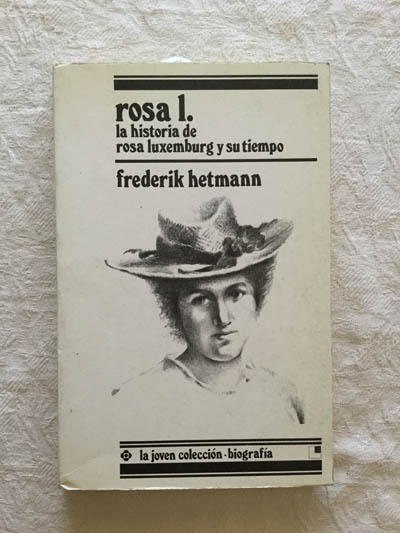 rosa l.
la historia de
rosa luxemburg y su tiempo
frederik hetmann
la joven colección · biografía